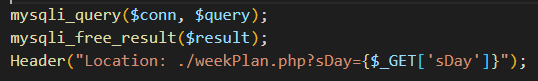 mysqli_query($conn, $query);
mysqli_free_result($result);
Header("Location: ./weekPlan.php?sDay={$_GET['sDay']}");